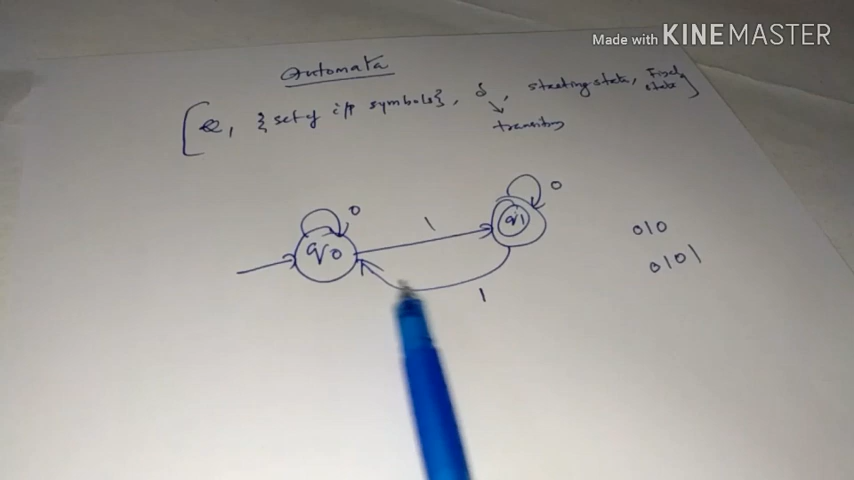 Made with KINEMASTER
Automata
[Q, {set of i/p symbols}, δ, starting state, Final state]
transition
0
0
1
q0
q1
1
010
0101